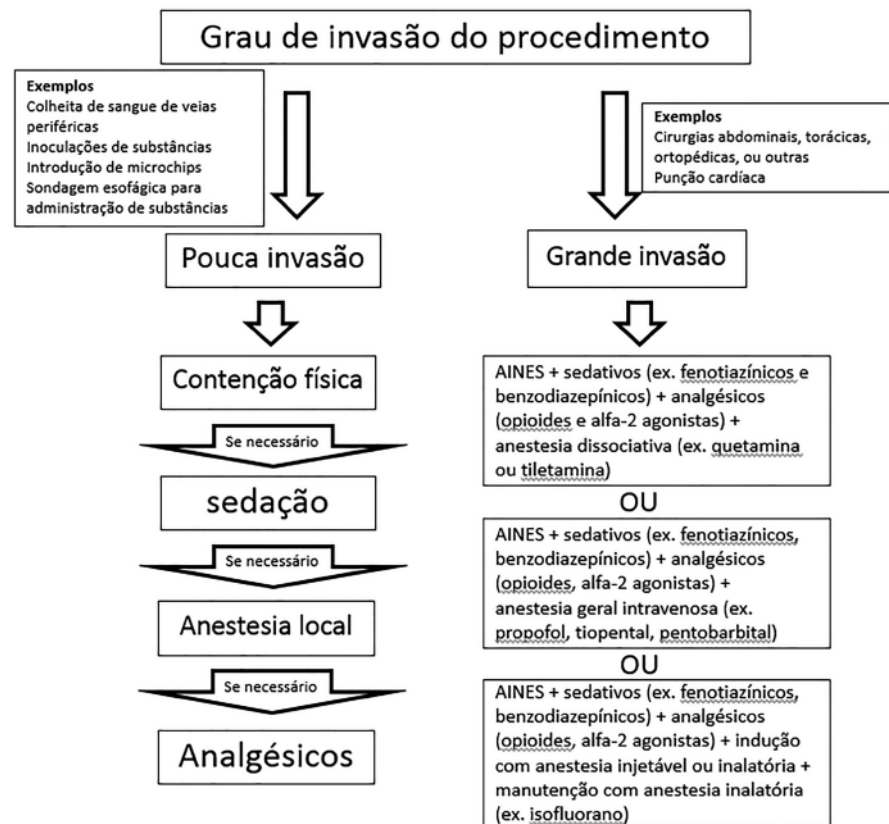 Grau de invasão do procedimento
Exemplos
Colheita de sangue de veias
periféricas
Inoculações de substâncias
Introdução de microchips
Sondagem esofágica para
administração de substâncias
Exemplos
Cirurgias abdominais, torácicas,
ortopédicas, ou outras
Punção cardíaca
Pouca invasão
Contenção física
Se necessário
sedação
Se necessário
Anestesia local
Se necessário
Analgésicos
Grande invasão
AINES + sedativos (ex. fenotiazínicos e
benzodiazepínicos) + analgésicos
(opioides e alfa-2 agonistas) +
anestesia dissociativa (ex. quetamina
ou tiletamina)
OU
AINES + sedativos (ex. fenotiazínicos,
benzodiazepínicos) + analgésicos
(opioides, alfa-2 agonistas) +
anestesia geral intravenosa (ex.
propofol, tiopental, pentobarbital)
OU
AINES + sedativos (ex. fenotiazínicos,
benzodiazepínicos) + analgésicos
(opioides, alfa-2 agonistas) + indução
com anestesia injetável ou inalatória +
manutenção com anestesia inalatória
(ex. isofluorano)